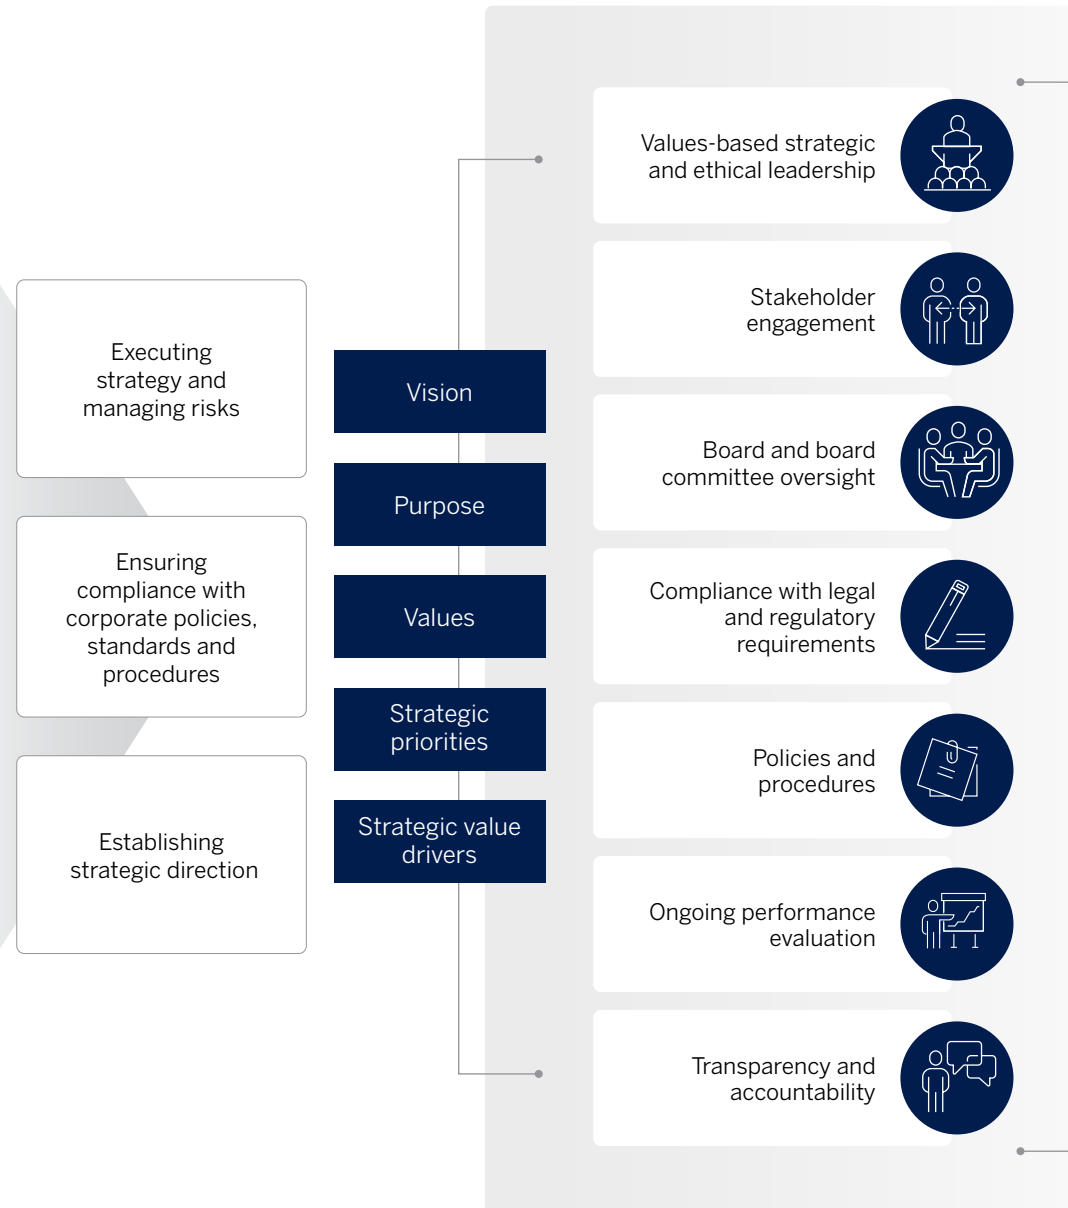 Executing
strategy and
managing risks
Ensuring
compliance with
corporate policies,
standards and
procedures
Establishing
strategic direction
Vision
Purpose
Values
Strategic
priorities
Strategic value
drivers
Values-based strategic
and ethical leadership
Stakeholder
engagement
Board and board
committee oversight
Compliance with legal
and regulatory
requirements
Policies and
procedures
Ongoing performance
evaluation
Transparency and
accountability